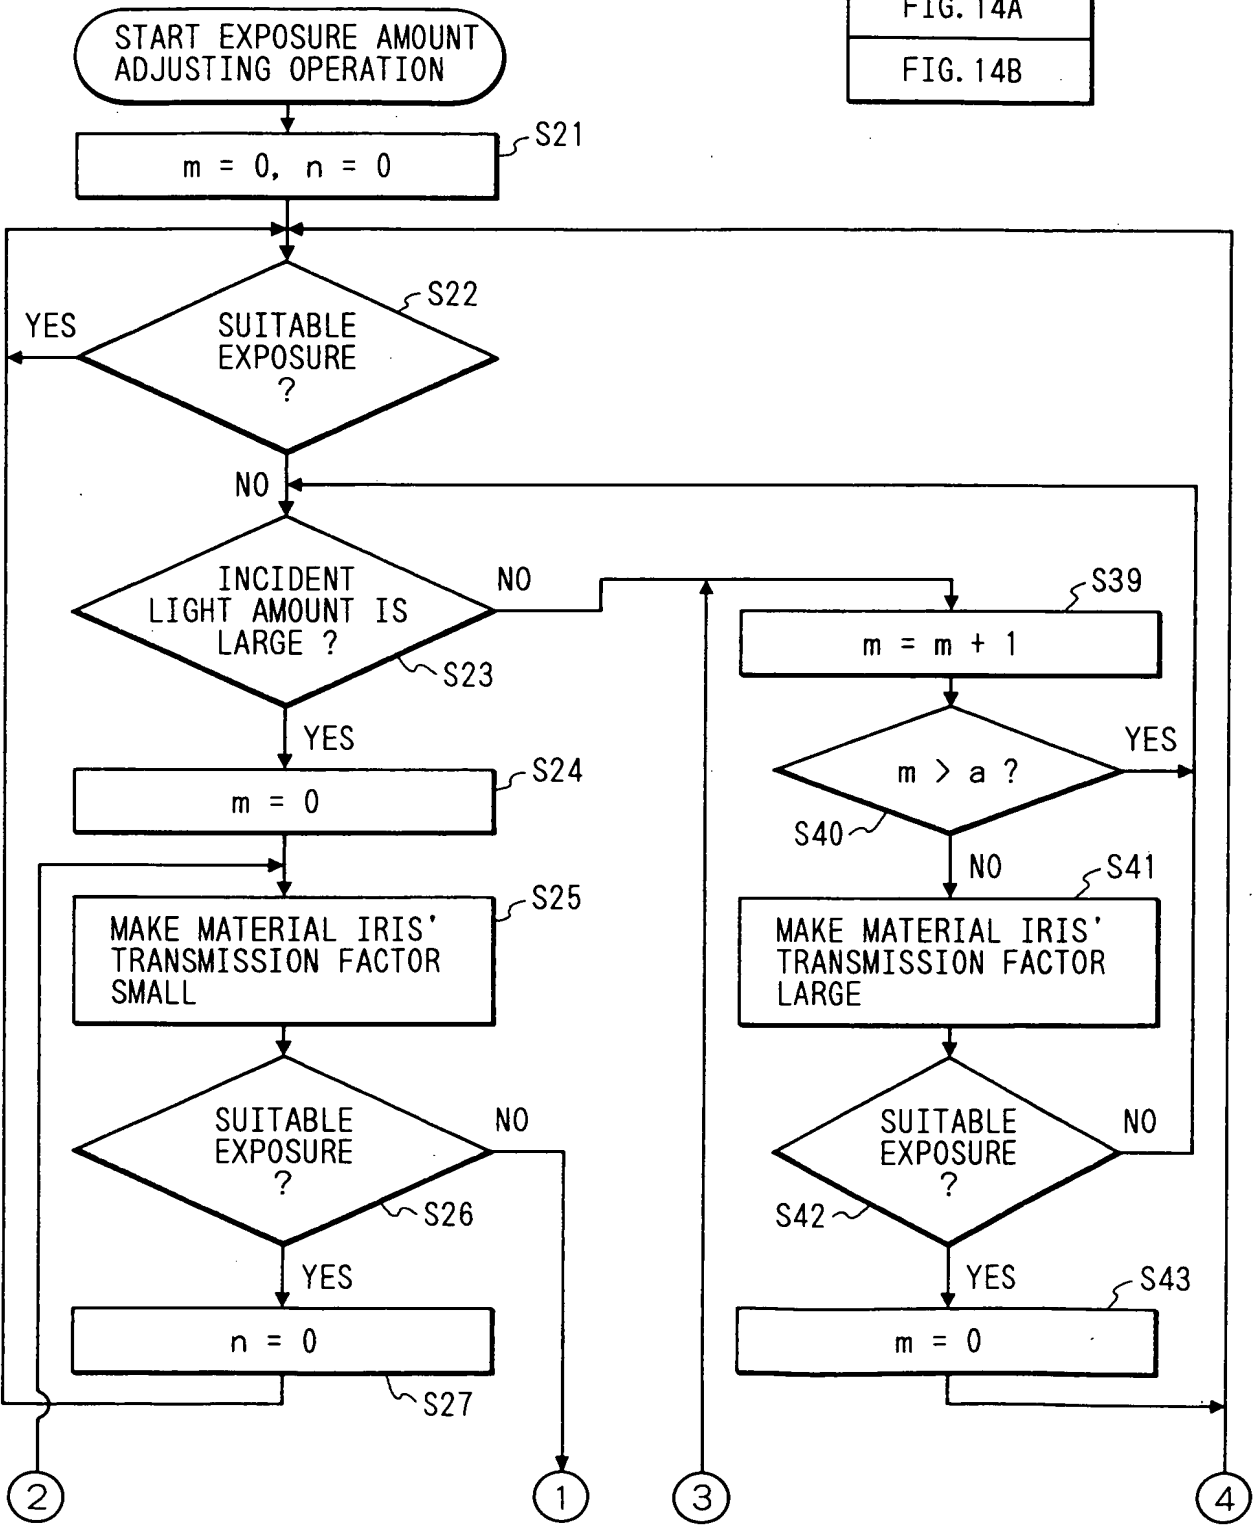 FIG. 14A
FIG. 14B
START EXPOSURE AMOUNT
ADJUSTING OPERATION
S21
m = 0, n = 0
S22
YES
SUITABLE
EXPOSURE
?
NO
INCIDENT
LIGHT AMOUNT IS
LARGE ?
NO
S23
YES
S24
m = 0
S25
MAKE MATERIAL IRIS'
TRANSMISSION FACTOR
SMALL
SUITABLE
EXPOSURE
?
NO
S26
YES
n = 0
S27
S39
m = m + 1
m > a ?
YES
S40
NO
S41
MAKE MATERIAL IRIS'
TRANSMISSION FACTOR
LARGE
SUITABLE
EXPOSURE
?
NO
S42
YES
S43
m = 0
2
1
3
4